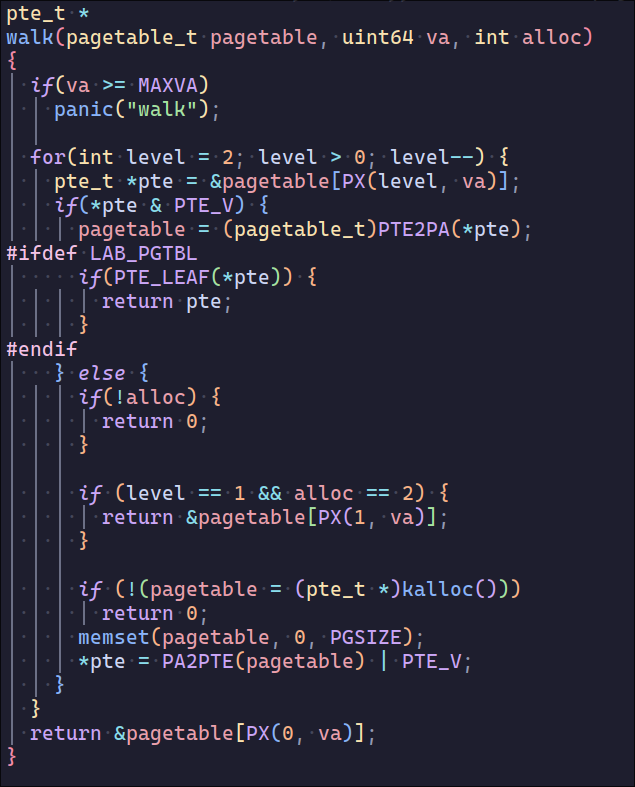 pte_t *
walk(pagetable_t pagetable, uint64 va, int alloc)
{
  if(va >= MAXVA)
    panic("walk");

  for(int level = 2; level > 0; level--) {
    pte_t *pte = &pagetable[PX(level, va)];
    if(*pte & PTE_V) {
      pagetable = (pagetable_t)PTE2PA(*pte);
#ifdef LAB_PGTBL
      if(PTE_LEAF(*pte)) {
        return pte;
      }
#endif
    } else {
      if(!alloc) {
        return 0;
      }

      if (level == 1 && alloc == 2) {
        return &pagetable[PX(1, va)];
      }

      if (!(pagetable = (pte_t *)kalloc()))
        return 0;
      memset(pagetable, 0, PGSIZE);
      *pte = PA2PTE(pagetable) | PTE_V;
    }
  }
  return &pagetable[PX(0, va)];
}